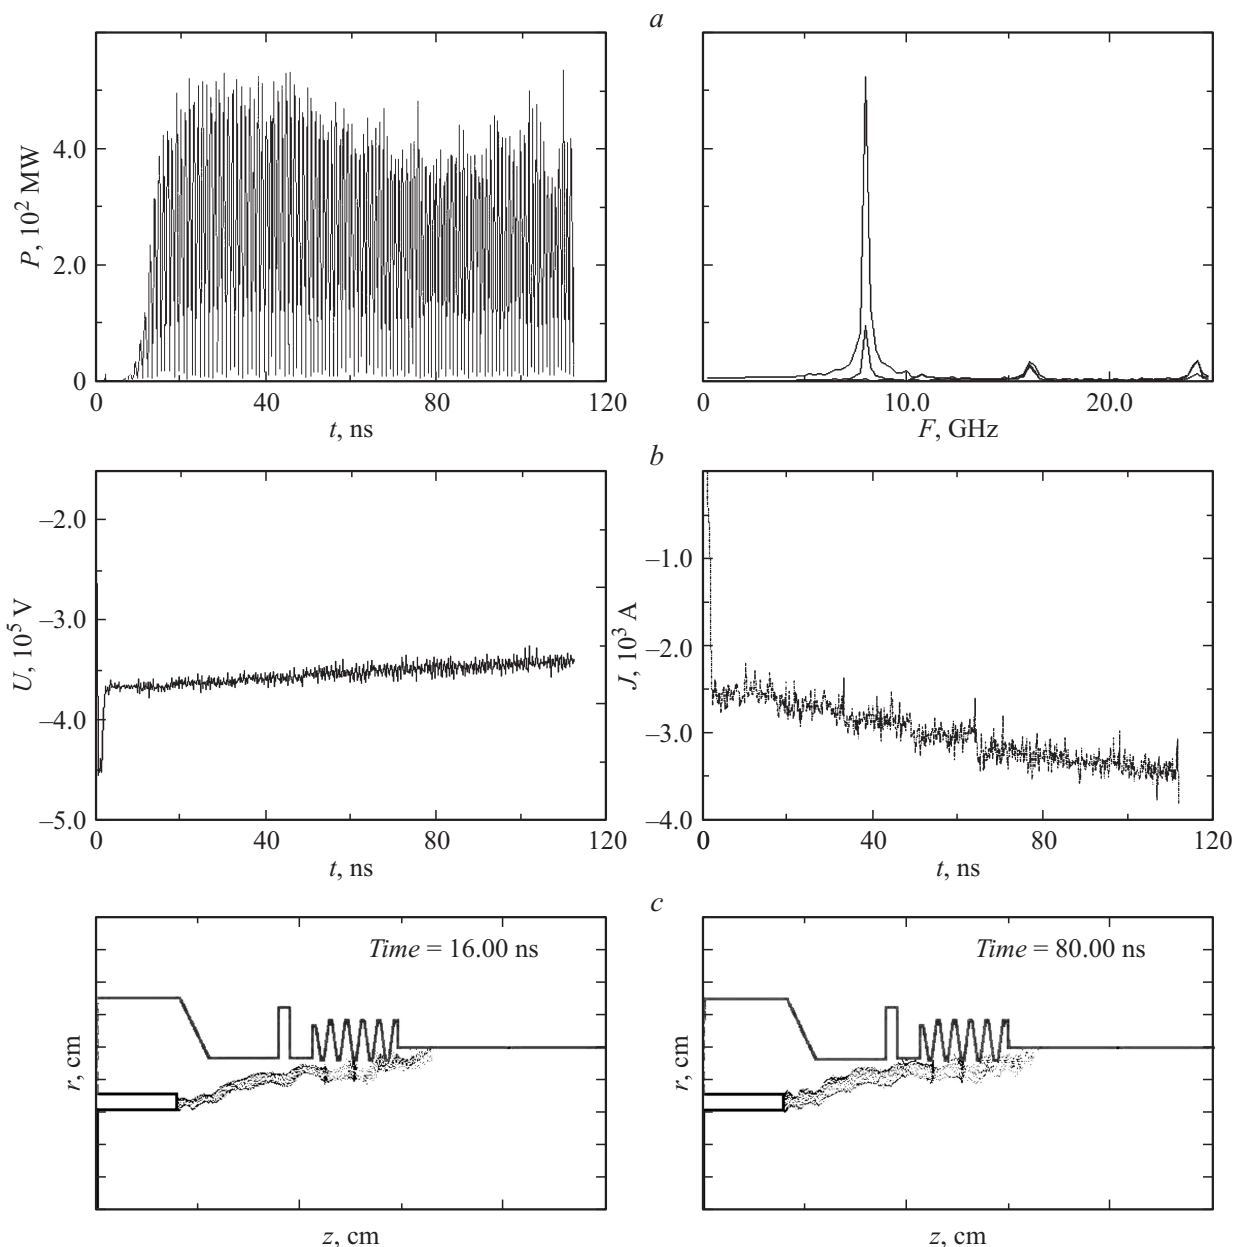 a
4.0
2.0
0
P, 10² MW
0 40 80 120
t, ns
0 10.0 20.0
F, GHz
b
–2.0
–3.0
–4.0
–5.0
U, 10⁵ V
0 40 80 120
t, ns
–1.0
–2.0
–3.0
–4.0
J, 10³ A
0 40 80 120
t, ns
c
Time = 16.00 ns
r, cm
z, cm
Time = 80.00 ns
r, cm
z, cm